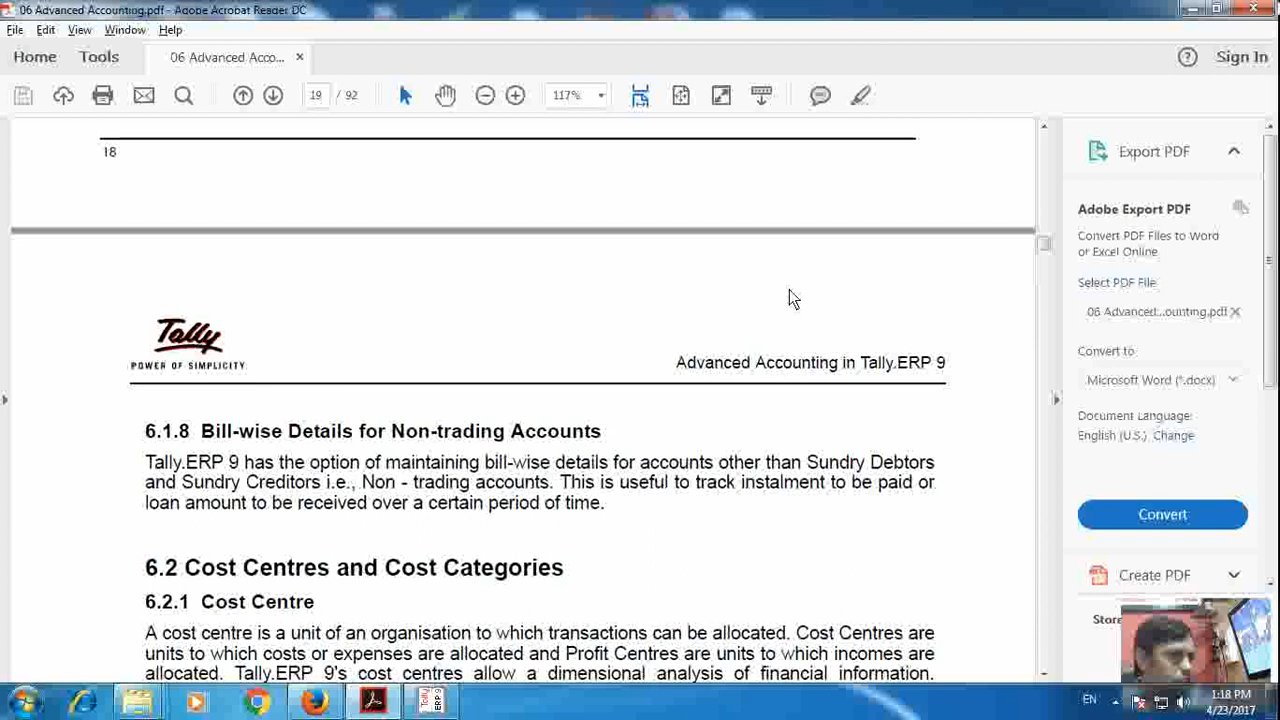 06 Advanced Accounting.pdf - Adobe Acrobat Reader DC
File Edit View Window Help
Home Tools 06 Advanced Acco... ×
Sign In
19 / 92 117%
18
Tally
POWER OF SIMPLICITY
Advanced Accounting in Tally.ERP 9
6.1.8 Bill-wise Details for Non-trading Accounts
Tally.ERP 9 has the option of maintaining bill-wise details for accounts other than Sundry Debtors
and Sundry Creditors i.e., Non - trading accounts. This is useful to track instalment to be paid or
loan amount to be received over a certain period of time.
6.2 Cost Centres and Cost Categories
6.2.1 Cost Centre
A cost centre is a unit of an organisation to which transactions can be allocated. Cost Centres are
units to which costs or expenses are allocated and Profit Centres are units to which incomes are
allocated. Tally.ERP 9's cost centres allow a dimensional analysis of financial information.
Export PDF
Adobe Export PDF
Convert PDF Files to Word
or Excel Online
Select PDF File
06 Advanced...ounting.pdf ×
Convert to
Microsoft Word (*.docx)
Document Language:
English (U.S.) Change
Convert
Create PDF
Store
Tally ERP 9
EN
1:18 PM
4/23/2017